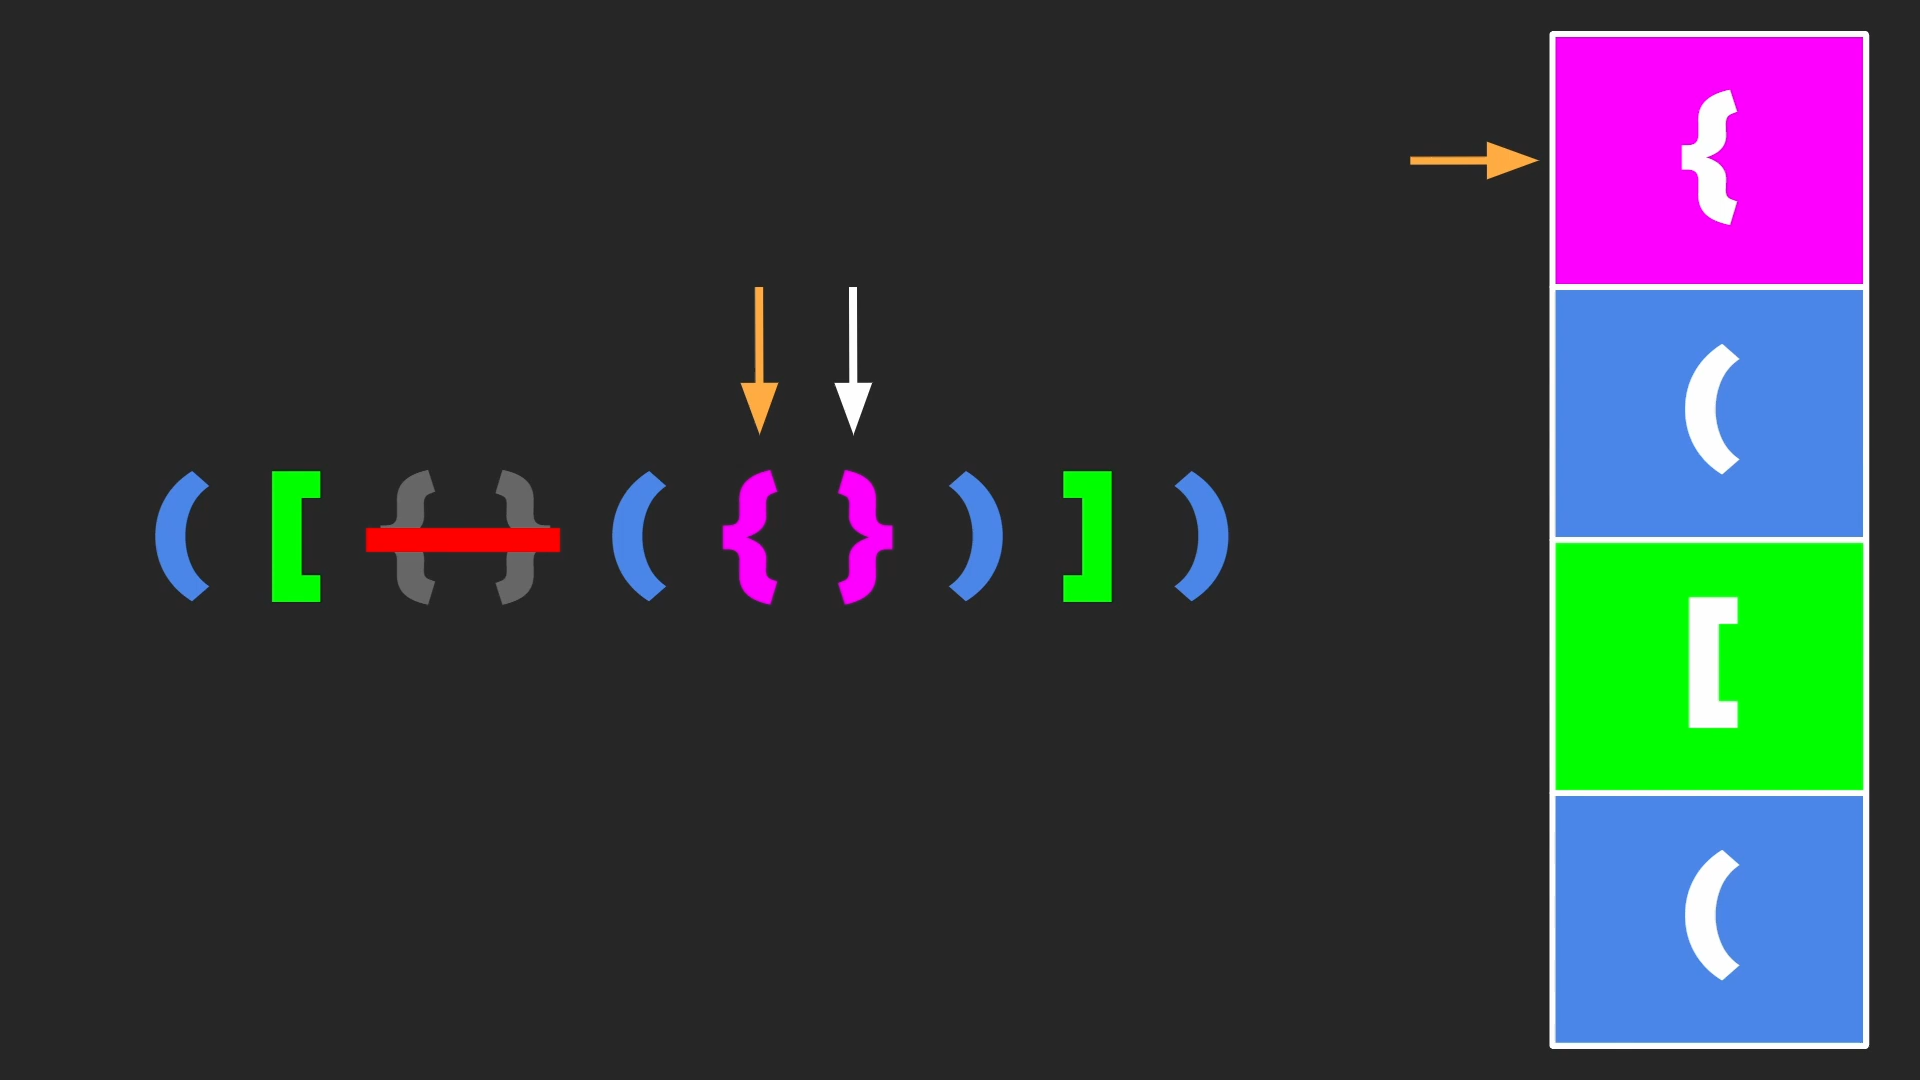 ( [ { } ( { } ) ] )
{
(
[
(